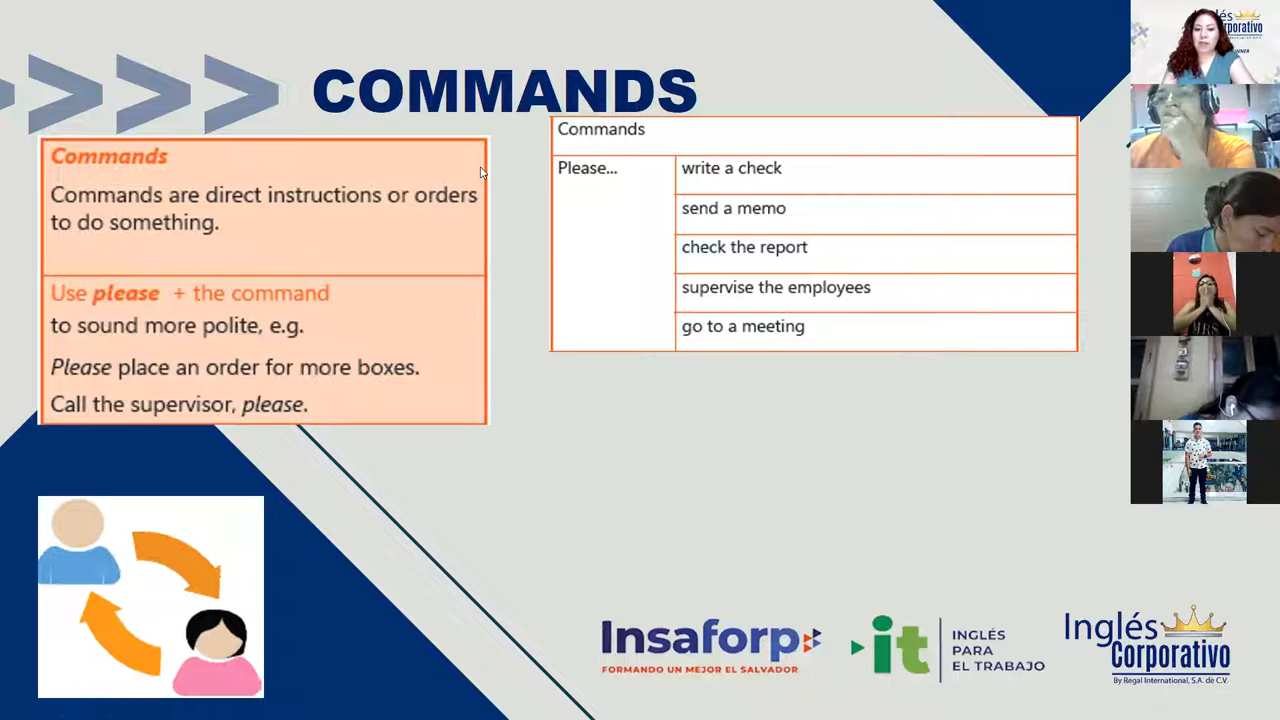 COMMANDS
Commands
Commands are direct instructions or orders
to do something.
Use please + the command
to sound more polite, e.g.
Please place an order for more boxes.
Call the supervisor, please.
Commands
Please...
write a check
send a memo
check the report
supervise the employees
go to a meeting
Insaforp
FORMANDO UN MEJOR EL SALVADOR
it
INGLÉS
PARA
EL TRABAJO
Inglés
Corporativo
By Regal International, S.A. de C.V.
MRS